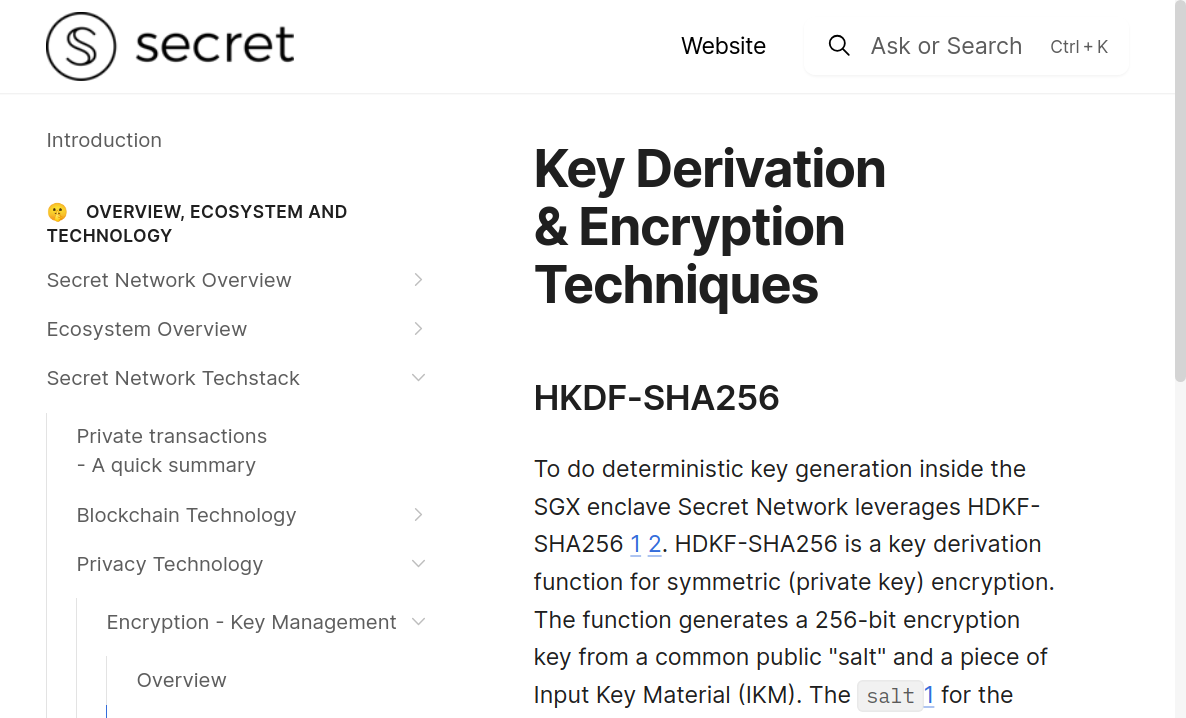 secret
Website
Ask or Search
Ctrl + K
Introduction
OVERVIEW, ECOSYSTEM AND
TECHNOLOGY
Secret Network Overview
Ecosystem Overview
Secret Network Techstack
Private transactions
- A quick summary
Blockchain Technology
Privacy Technology
Encryption - Key Management
Overview
Key Derivation
& Encryption
Techniques
HKDF-SHA256
To do deterministic key generation inside the
SGX enclave Secret Network leverages HDKF-
SHA256 1 2. HDKF-SHA256 is a key derivation
function for symmetric (private key) encryption.
The function generates a 256-bit encryption
key from a common public "salt" and a piece of
Input Key Material (IKM). The salt 1 for the